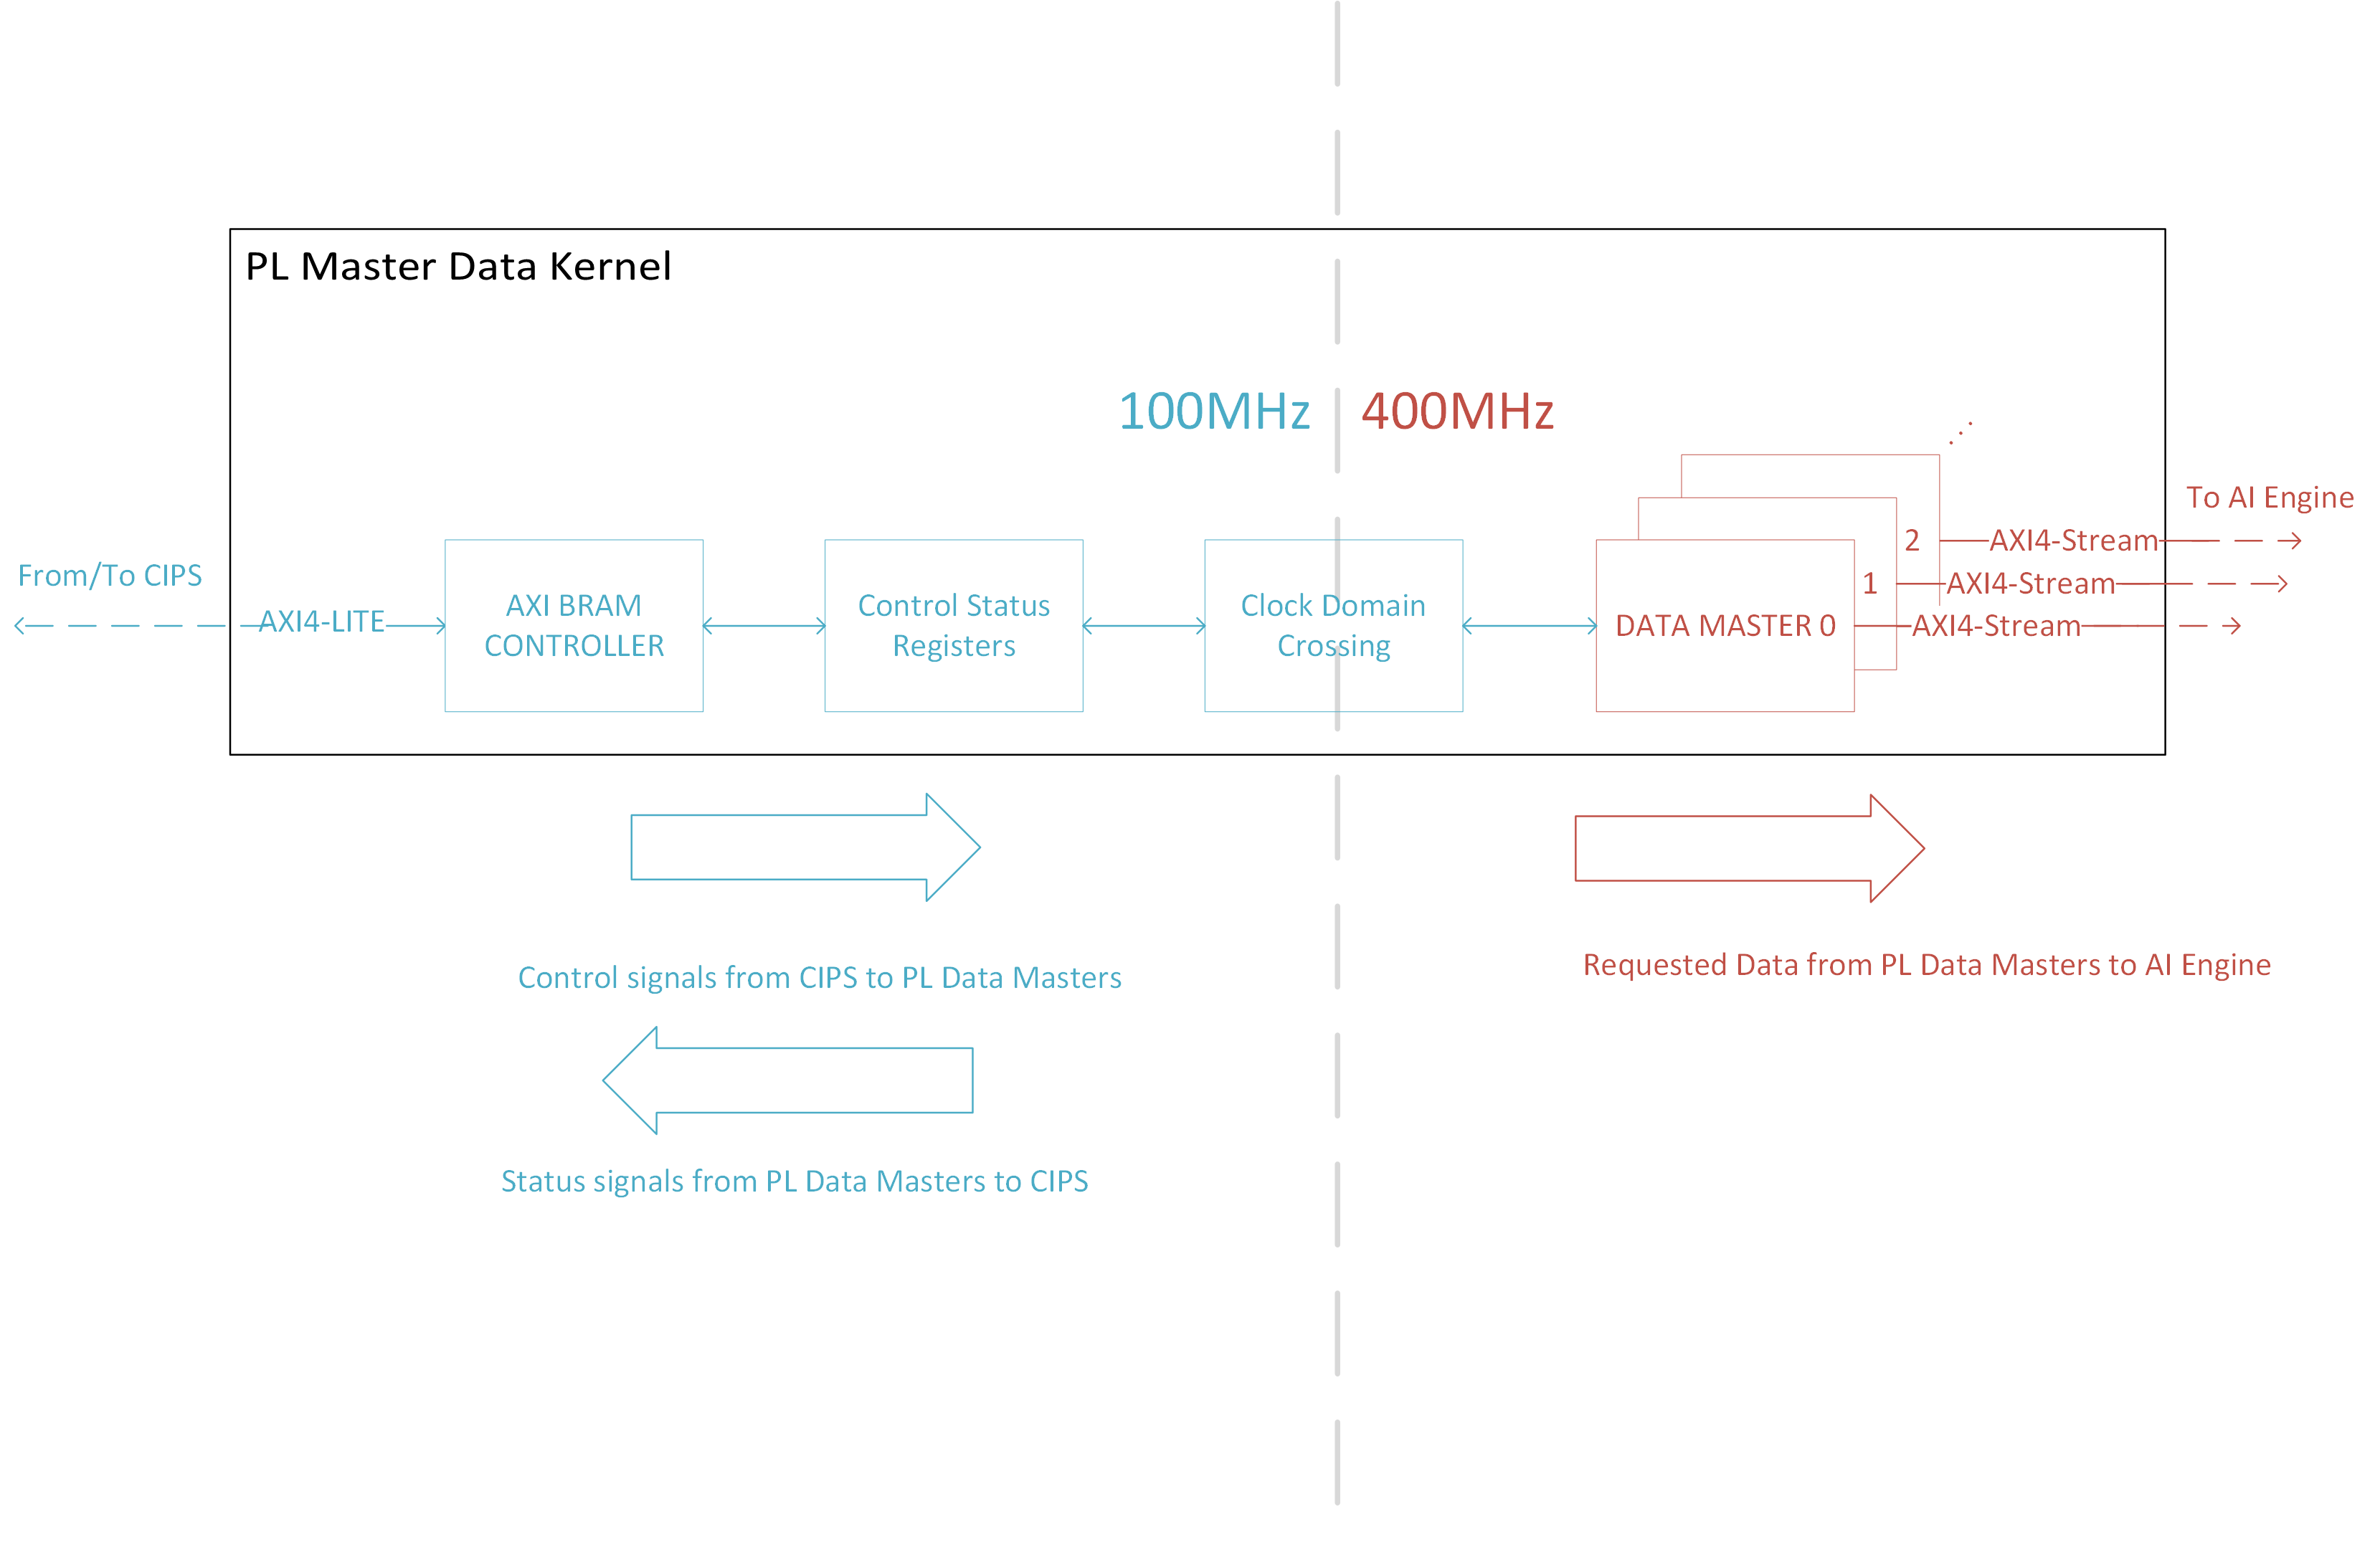 PL Master Data Kernel
100MHz
400MHz
To AI Engine
From/To CIPS
AXI4-LITE
AXI BRAM
CONTROLLER
Control Status
Registers
Clock Domain
Crossing
DATA MASTER 0
1
2
AXI4-Stream
AXI4-Stream
AXI4-Stream
Control signals from CIPS to PL Data Masters
Requested Data from PL Data Masters to AI Engine
Status signals from PL Data Masters to CIPS